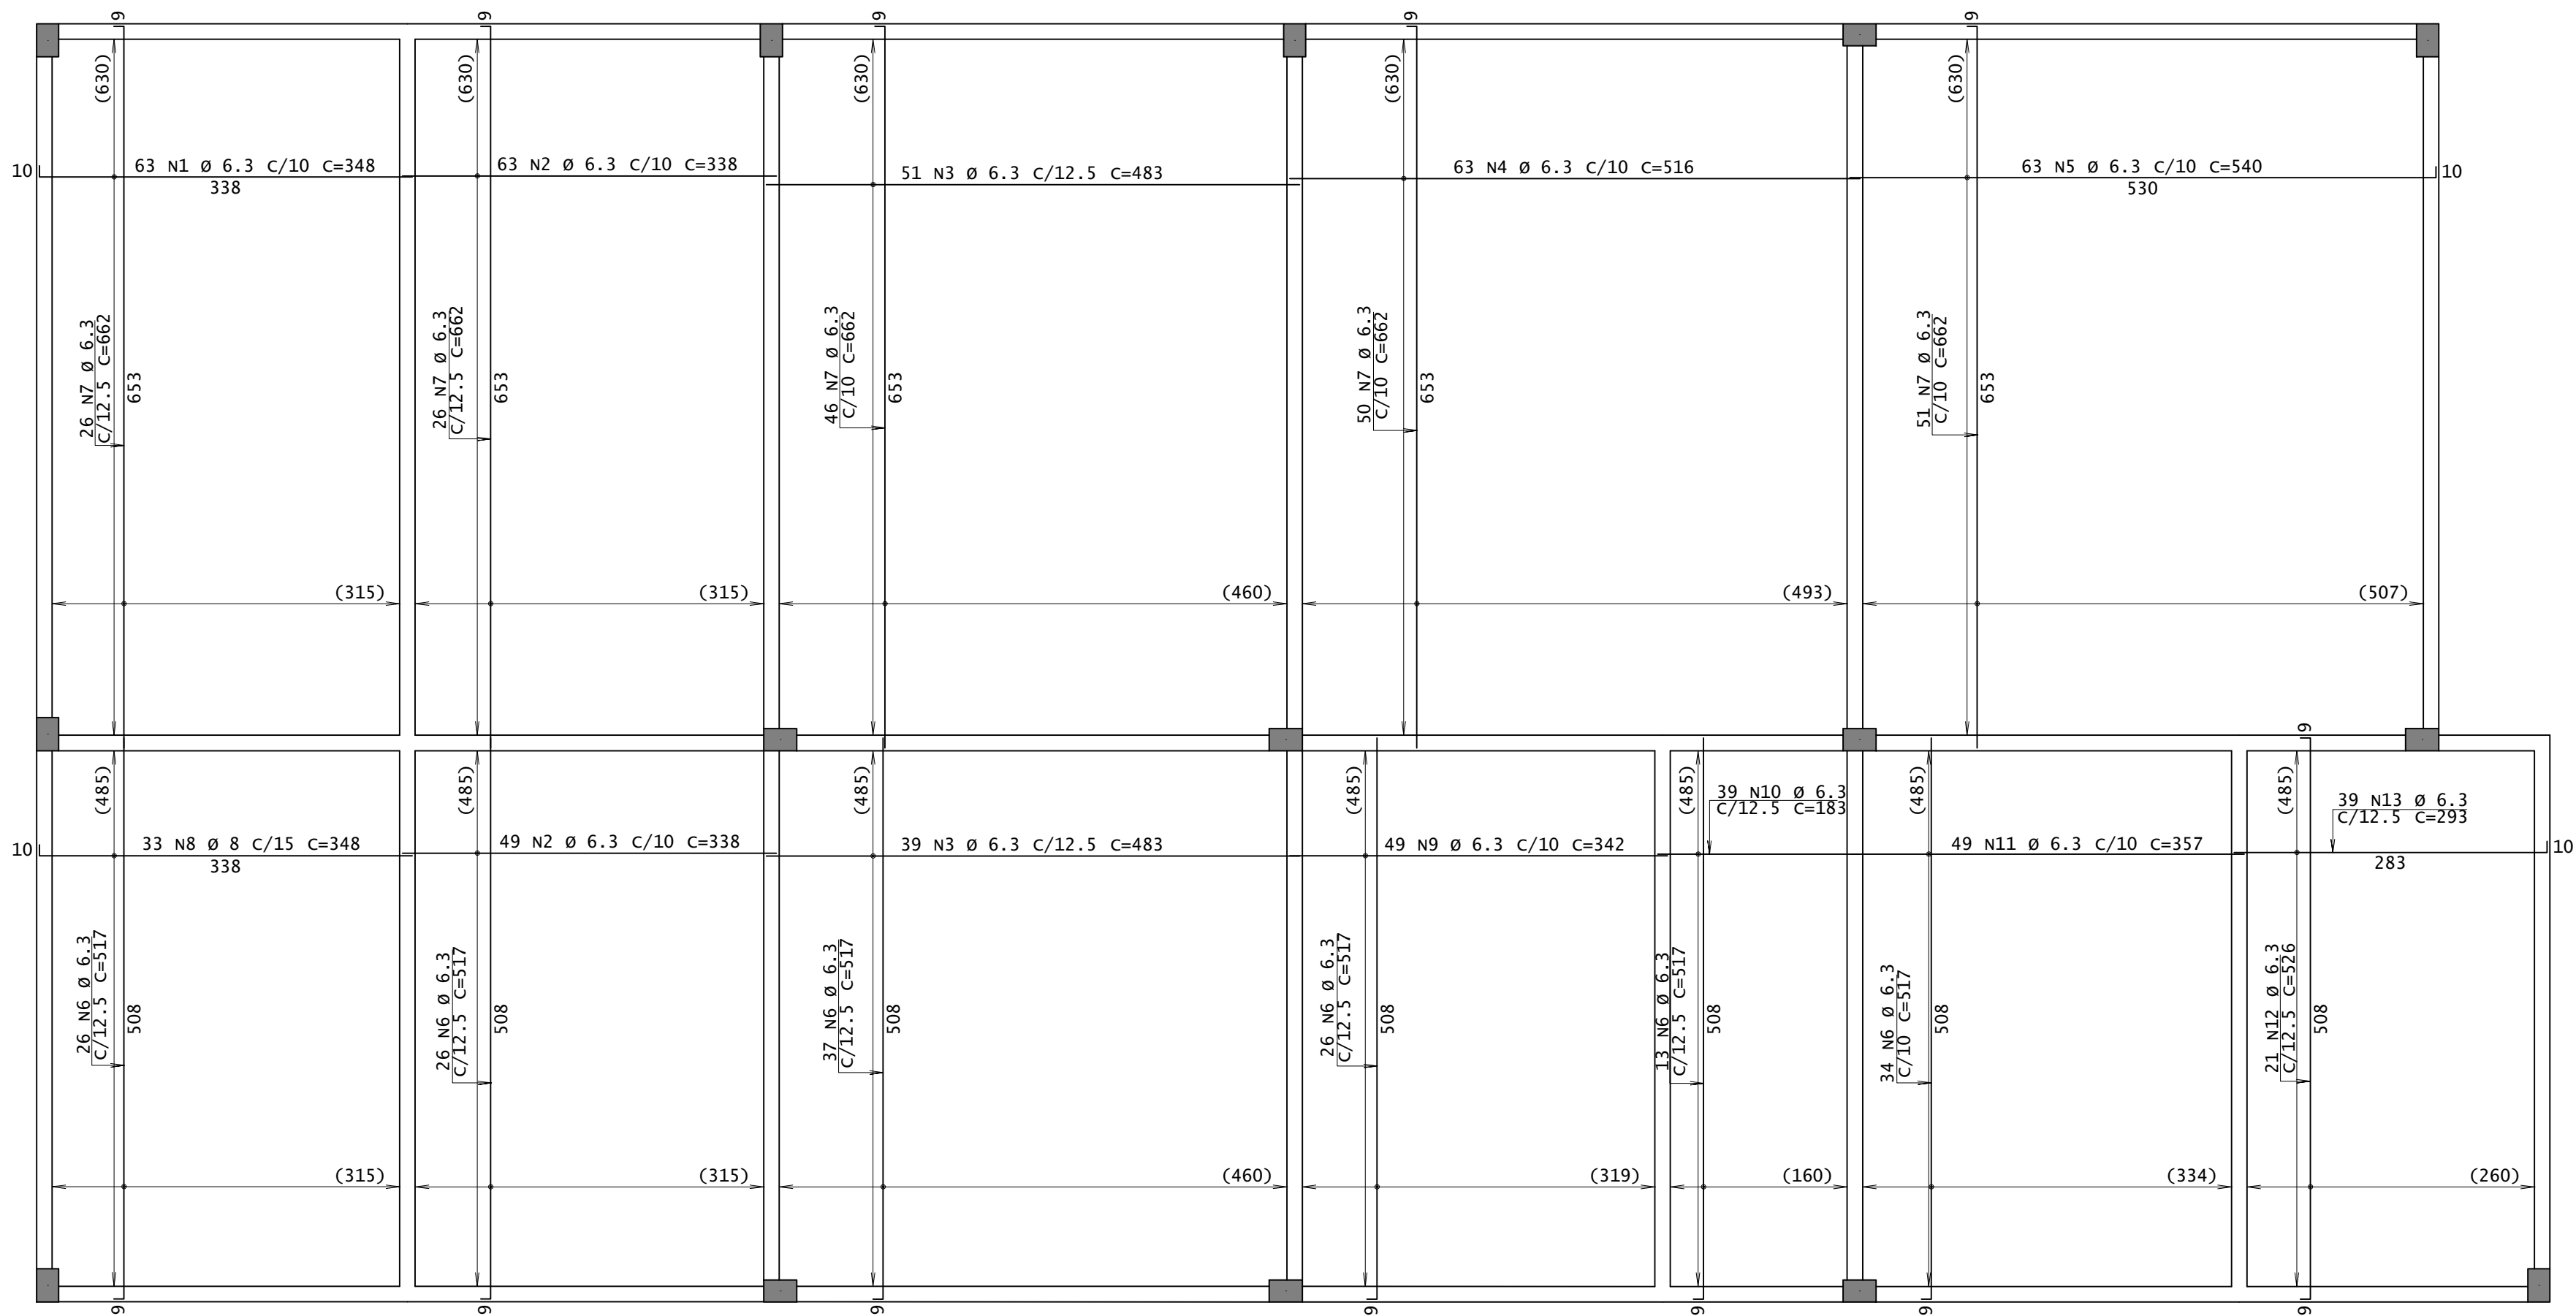 9 9 9 9 9
(630) (630) (630) (630) (630)
10 63 N1 Ø 6.3 C/10 C=348
338
63 N2 Ø 6.3 C/10 C=338
51 N3 Ø 6.3 C/12.5 C=483
63 N4 Ø 6.3 C/10 C=516
63 N5 Ø 6.3 C/10 C=540 10
530
26 N7 Ø 6.3
C/12.5 C=662
653
26 N7 Ø 6.3
C/12.5 C=662
653
46 N7 Ø 6.3
C/10 C=662
653
50 N7 Ø 6.3
C/10 C=662
653
51 N7 Ø 6.3
C/10 C=662
653
(315) (315) (460) (493) (507)
9
(485) (485) (485) (485) (485) (485) (485)
39 N10 Ø 6.3
C/12.5 C=183
39 N13 Ø 6.3
C/12.5 C=293
10 33 N8 Ø 8 C/15 C=348
338
49 N2 Ø 6.3 C/10 C=338
39 N3 Ø 6.3 C/12.5 C=483
49 N9 Ø 6.3 C/10 C=342
49 N11 Ø 6.3 C/10 C=357
283
10
26 N6 Ø 6.3
C/12.5 C=517
508
26 N6 Ø 6.3
C/12.5 C=517
508
37 N6 Ø 6.3
C/12.5 C=517
508
26 N6 Ø 6.3
C/12.5 C=517
508
13 N6 Ø 6.3
C/12.5 C=517
508
34 N6 Ø 6.3
C/10 C=517
508
21 N12 Ø 6.3
C/12.5 C=526
508
(315) (315) (460) (319) (160) (334) (260)
9 9 9 9 9 9 9